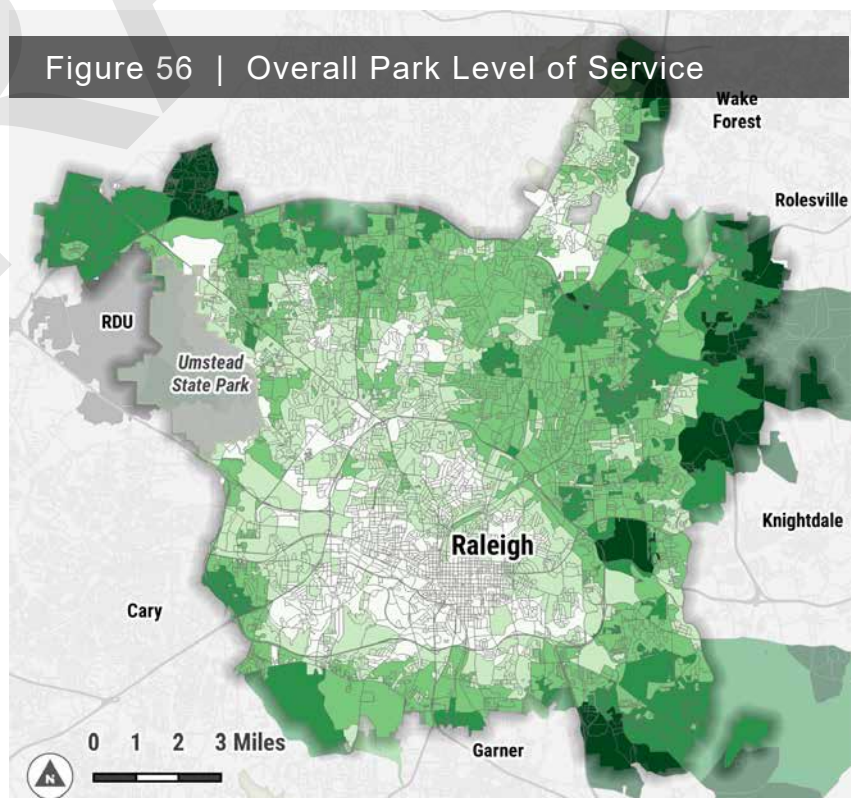 Figure 56 | Overall Park Level of Service
Wake
Forest
Rolesville
RDU
Umstead
State Park
Raleigh
Knightdale
Cary
0 1 2 3 Miles
Garner
N